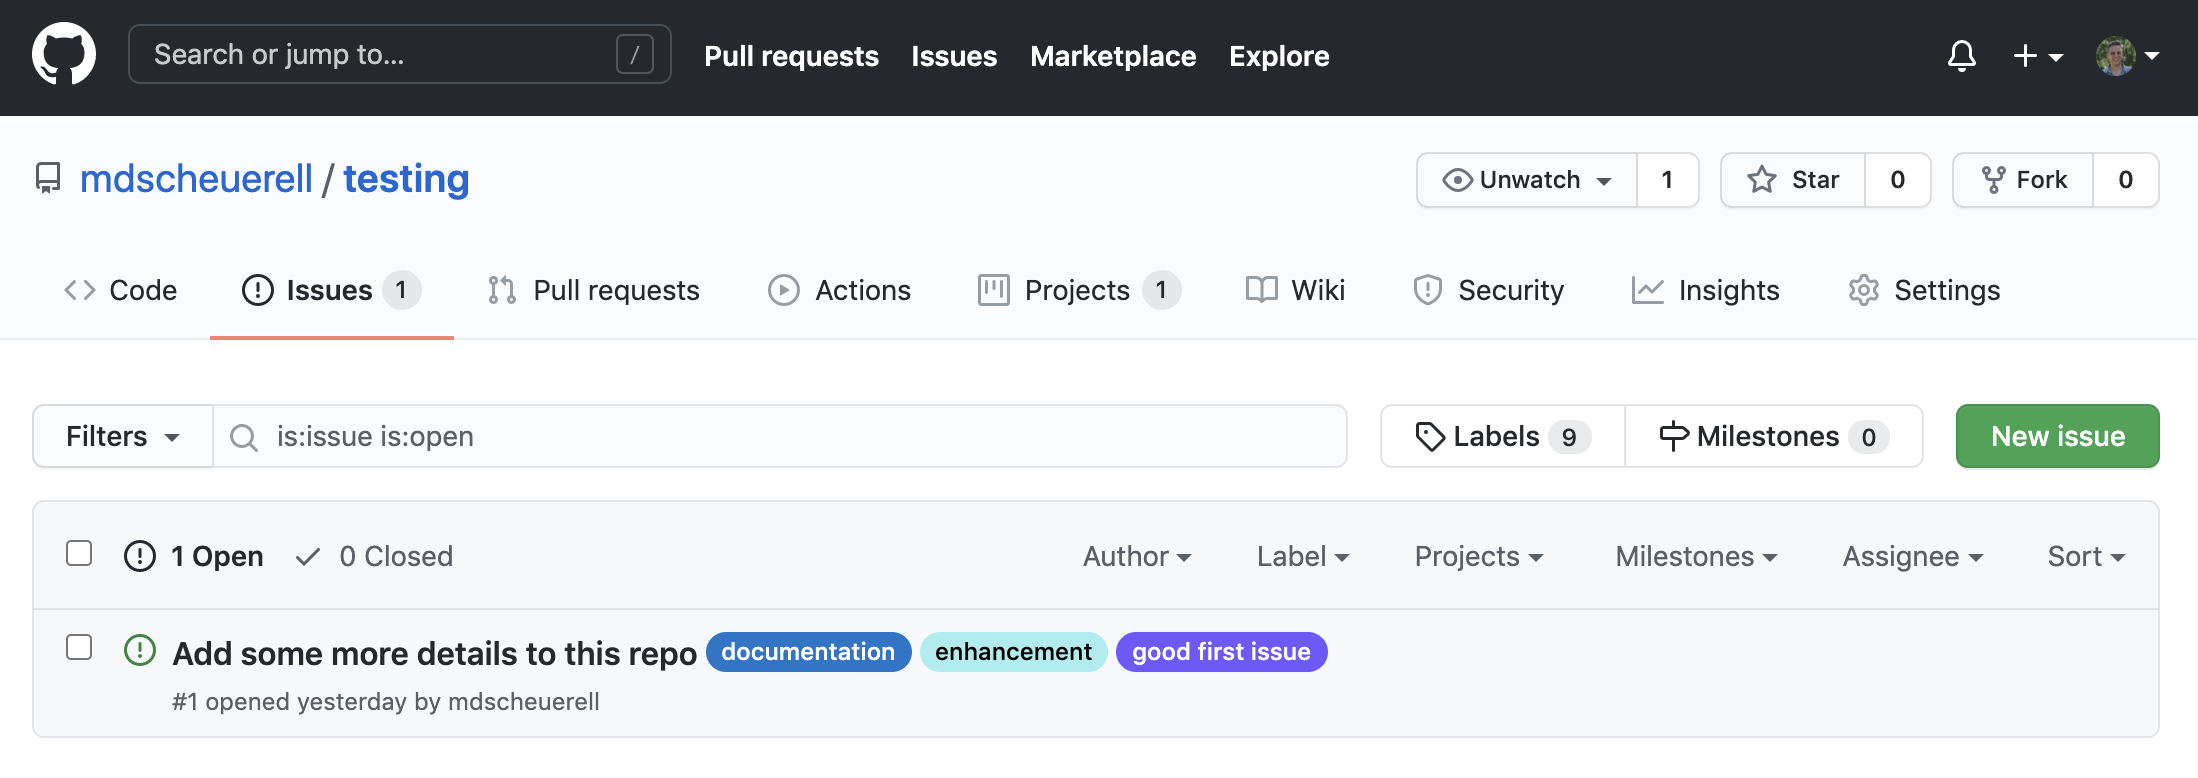 Search or jump to... / Pull requests Issues Marketplace Explore
mdscheuerell / testing Unwatch 1 Star 0 Fork 0
Code Issues 1 Pull requests Actions Projects 1 Wiki Security Insights Settings
Filters is:issue is:open Labels 9 Milestones 0 New issue
1 Open 0 Closed Author Label Projects Milestones Assignee Sort
Add some more details to this repo documentation enhancement good first issue
#1 opened yesterday by mdscheuerell